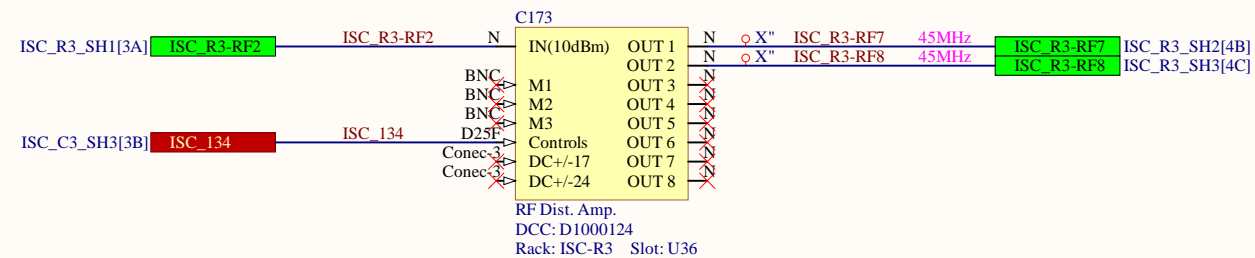 C173
ISC_R3_SH1[3A] ISC_R3-RF2 ISC_R3-RF2 N IN(10dBm) OUT 1 N X" ISC_R3-RF7 45MHz ISC_R3-RF7 ISC_R3_SH2[4B]
OUT 2 N X" ISC_R3-RF8 45MHz ISC_R3-RF8 ISC_R3_SH3[4C]
BNC M1 OUT 3 N
BNC M2 OUT 4 N
BNC M3 OUT 5 N
ISC_C3_SH3[3B] ISC_134 ISC_134 D25F Controls OUT 6 N
Conec-3 DC+/-17 OUT 7 N
Conec-3 DC+/-24 OUT 8 N
RF Dist. Amp.
DCC: D1000124
Rack: ISC-R3 Slot: U36